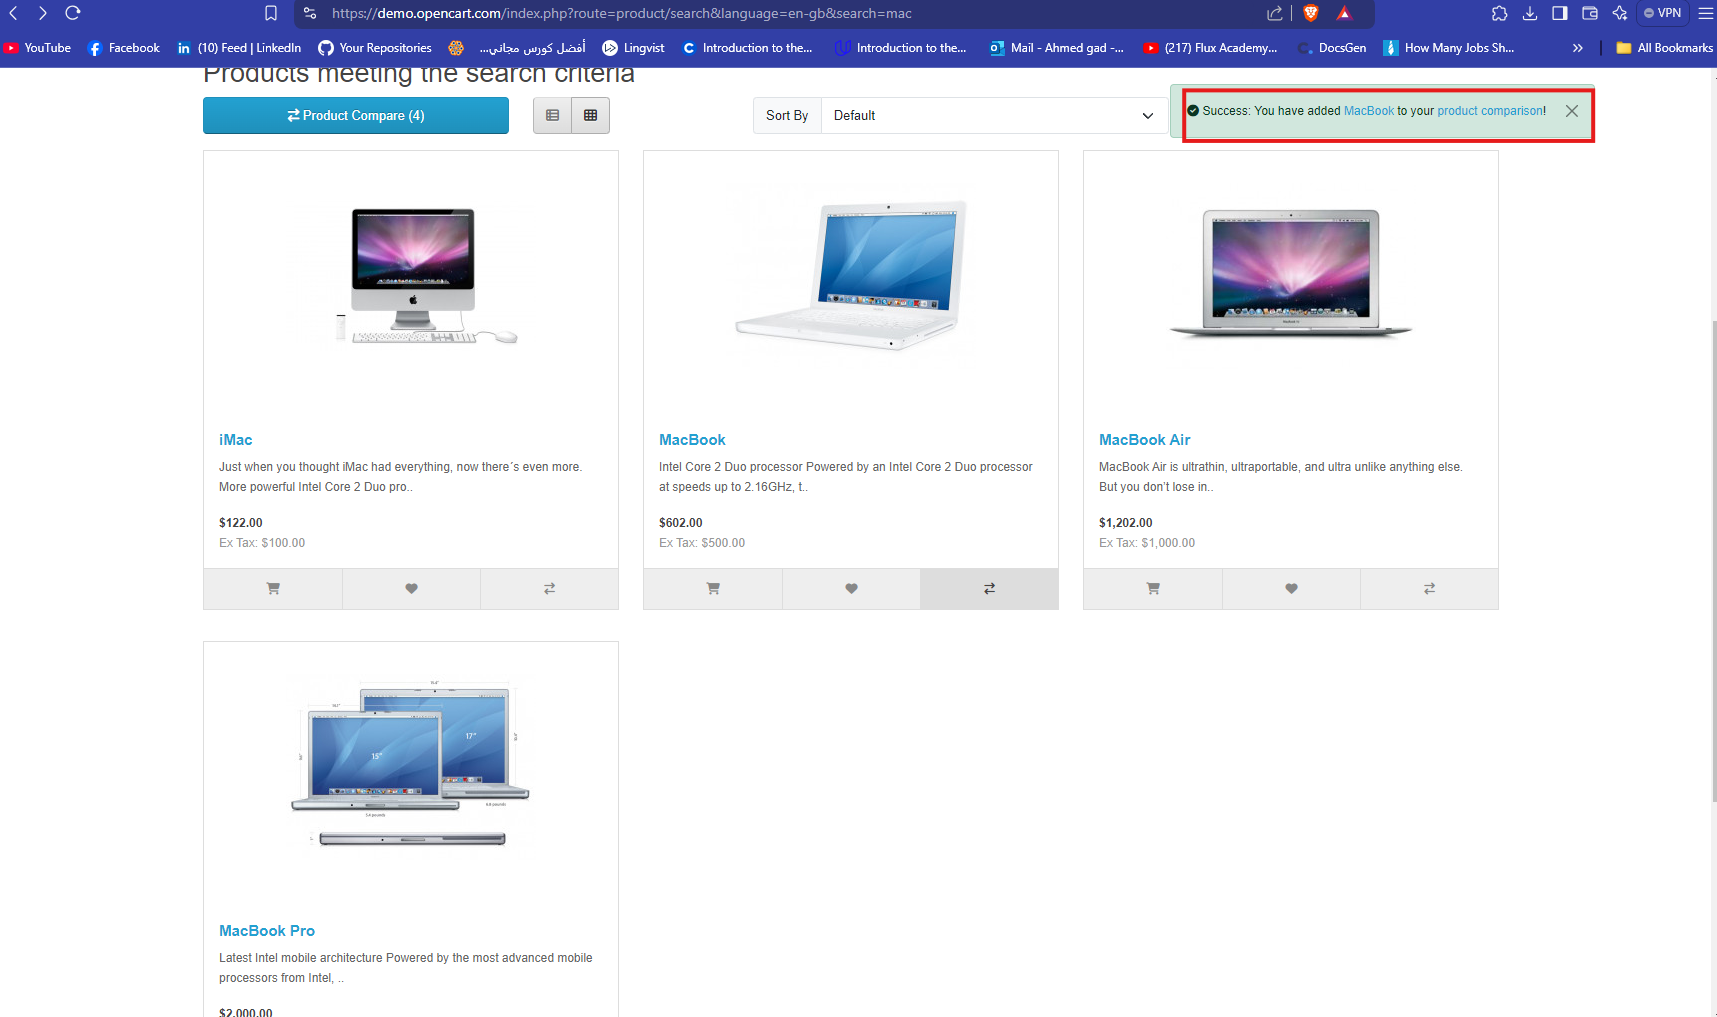 https://demo.opencart.com/index.php?route=product/search&language=en-gb&search=mac
VPN
YouTube
Facebook
(10) Feed | LinkedIn
Your Repositories
أفضل كورس مجاني...
Lingvist
Introduction to the...
Introduction to the...
Mail - Ahmed gad -...
(217) Flux Academy...
DocsGen
How Many Jobs Sh...
All Bookmarks
Products meeting the search criteria
Product Compare (4)
Sort By
Default
Success: You have added MacBook to your product comparison!
iMac
Just when you thought iMac had everything, now there´s even more.
More powerful Intel Core 2 Duo pro..
$122.00
Ex Tax: $100.00
MacBook
Intel Core 2 Duo processor Powered by an Intel Core 2 Duo processor
at speeds up to 2.16GHz, t..
$602.00
Ex Tax: $500.00
MacBook Air
MacBook Air is ultrathin, ultraportable, and ultra unlike anything else.
But you don't lose in..
$1,202.00
Ex Tax: $1,000.00
15"
17"
MacBook Pro
Latest Intel mobile architecture Powered by the most advanced mobile
processors from Intel, ..
$2,000.00